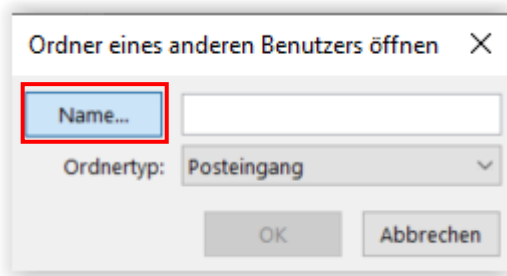 Ordner eines anderen Benutzers öffnen
Name...
Ordnertyp: Posteingang
OK Abbrechen